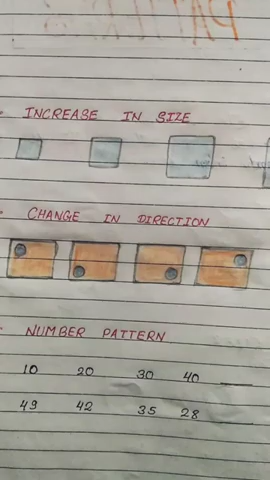 INCREASE IN SIZE
CHANGE IN DIRECTION
NUMBER PATTERN
10 20 30 40
49 42 35 28